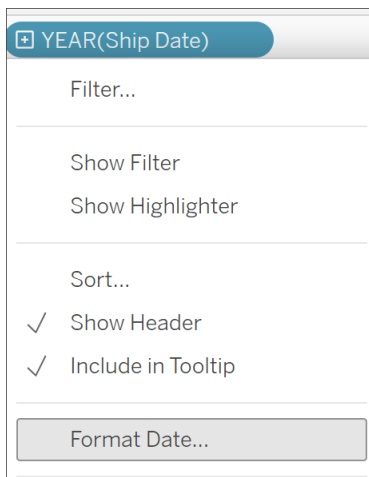 YEAR(Ship Date)
Filter...
Show Filter
Show Highlighter
Sort...
Show Header
Include in Tooltip
Format Date...